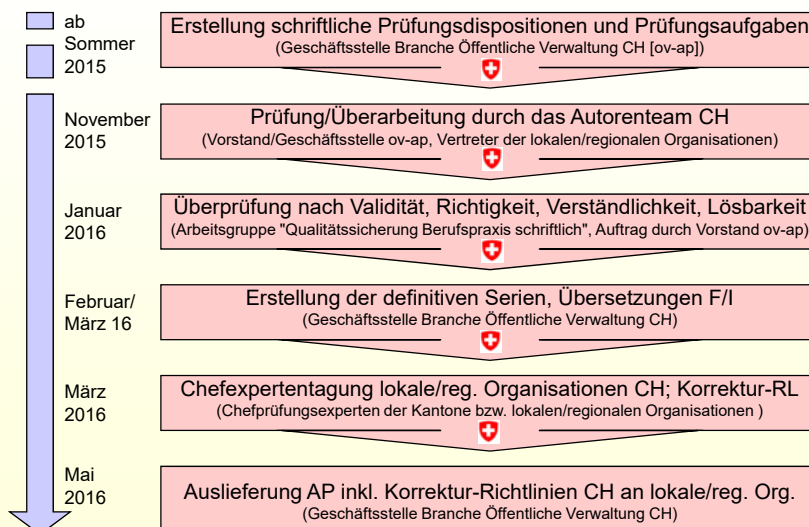 ab
Sommer
2015
Erstellung schriftliche Prüfungsdispositionen und Prüfungsaufgaben
(Geschäftsstelle Branche Öffentliche Verwaltung CH [ov-ap])
November
2015
Prüfung/Überarbeitung durch das Autorenteam CH
(Vorstand/Geschäftsstelle ov-ap, Vertreter der lokalen/regionalen Organisationen)
Januar
2016
Überprüfung nach Validität, Richtigkeit, Verständlichkeit, Lösbarkeit
(Arbeitsgruppe "Qualitätssicherung Berufspraxis schriftlich", Auftrag durch Vorstand ov-ap)
Februar/
März 16
Erstellung der definitiven Serien, Übersetzungen F/I
(Geschäftsstelle Branche Öffentliche Verwaltung CH)
März
2016
Chefexpertentagung lokale/reg. Organisationen CH; Korrektur-RL
(Chefprüfungsexperten der Kantone bzw. lokalen/regionalen Organisationen )
Mai
2016
Auslieferung AP inkl. Korrektur-Richtlinien CH an lokale/reg. Org.
(Geschäftsstelle Branche Öffentliche Verwaltung CH)